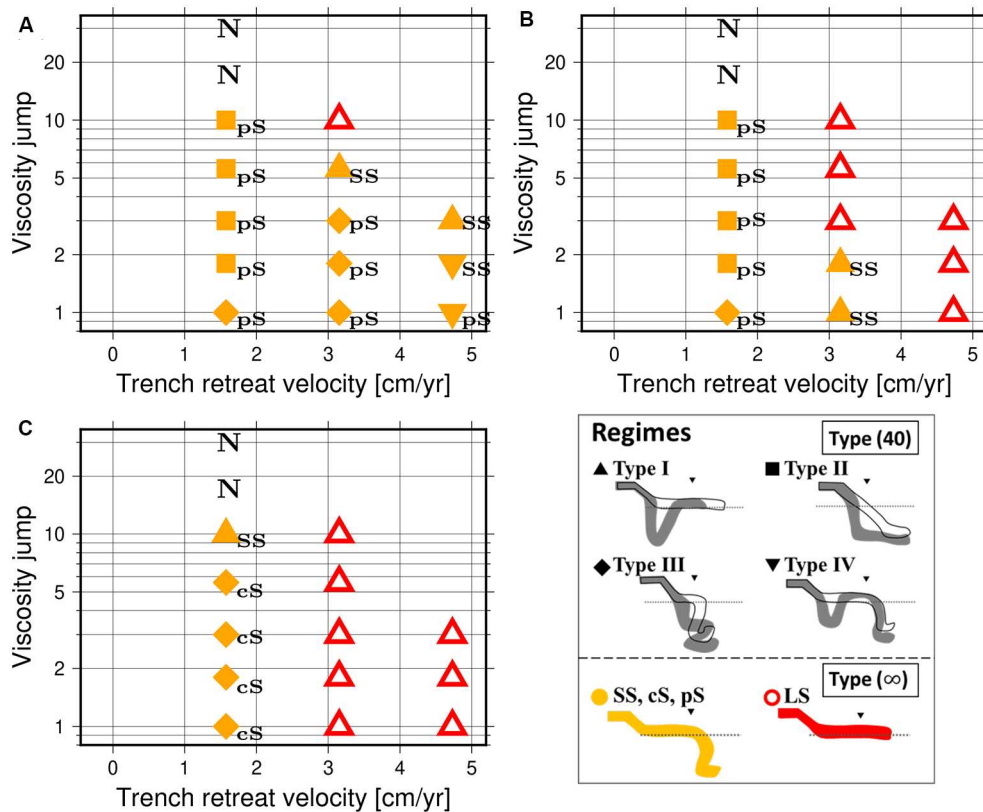 A
N
N
20
10
pS
5
pS
SS
pS
pS
SS
2
pS
pS
SS
1
pS
pS
pS
Viscosity jump
0 1 2 3 4 5
Trench retreat velocity [cm/yr]
B
N
N
20
10
pS
5
pS
pS
2
pS
SS
1
pS
SS
Viscosity jump
0 1 2 3 4 5
Trench retreat velocity [cm/yr]
C
N
N
20
10
SS
5
cS
cS
2
cS
1
cS
Viscosity jump
0 1 2 3 4 5
Trench retreat velocity [cm/yr]
Regimes
Type (40)
Type I
Type II
Type III
Type IV
Type (∞)
SS, cS, pS
LS